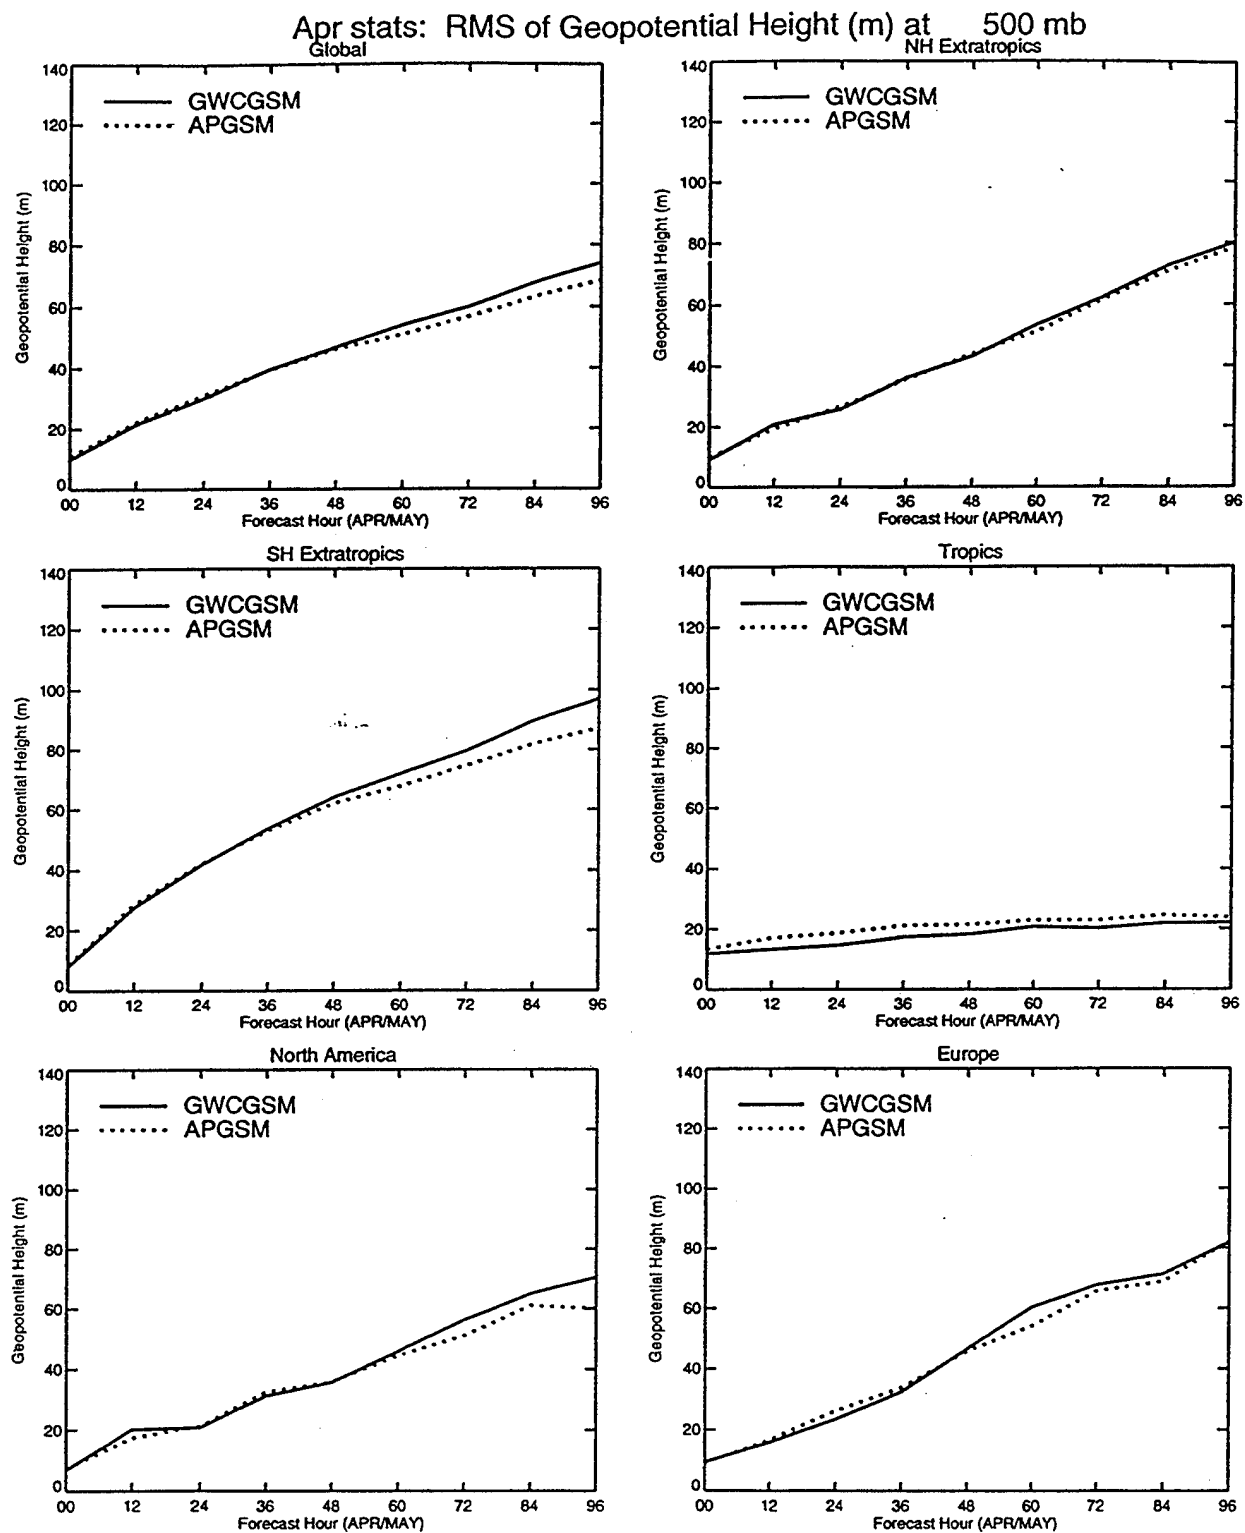 Apr stats: RMS of Geopotential Height (m) at 500 mb
Global
140
120
100
80
60
40
20
0
Geopotential Height (m)
GWCGSM
APGSM
00 12 24 36 48 60 72 84 96
Forecast Hour (APR/MAY)
NH Extratropics
140
120
100
80
60
40
20
0
Geopotential Height (m)
GWCGSM
APGSM
00 12 24 36 48 60 72 84 96
Forecast Hour (APR/MAY)
SH Extratropics
140
120
100
80
60
40
20
0
Geopotential Height (m)
GWCGSM
APGSM
00 12 24 36 48 60 72 84 96
Forecast Hour (APR/MAY)
Tropics
140
120
100
80
60
40
20
0
Geopotential Height (m)
GWCGSM
APGSM
00 12 24 36 48 60 72 84 96
Forecast Hour (APR/MAY)
North America
140
120
100
80
60
40
20
0
Geopotential Height (m)
GWCGSM
APGSM
00 12 24 36 48 60 72 84 96
Forecast Hour (APR/MAY)
Europe
140
120
100
80
60
40
20
0
Geopotential Height (m)
GWCGSM
APGSM
00 12 24 36 48 60 72 84 96
Forecast Hour (APR/MAY)